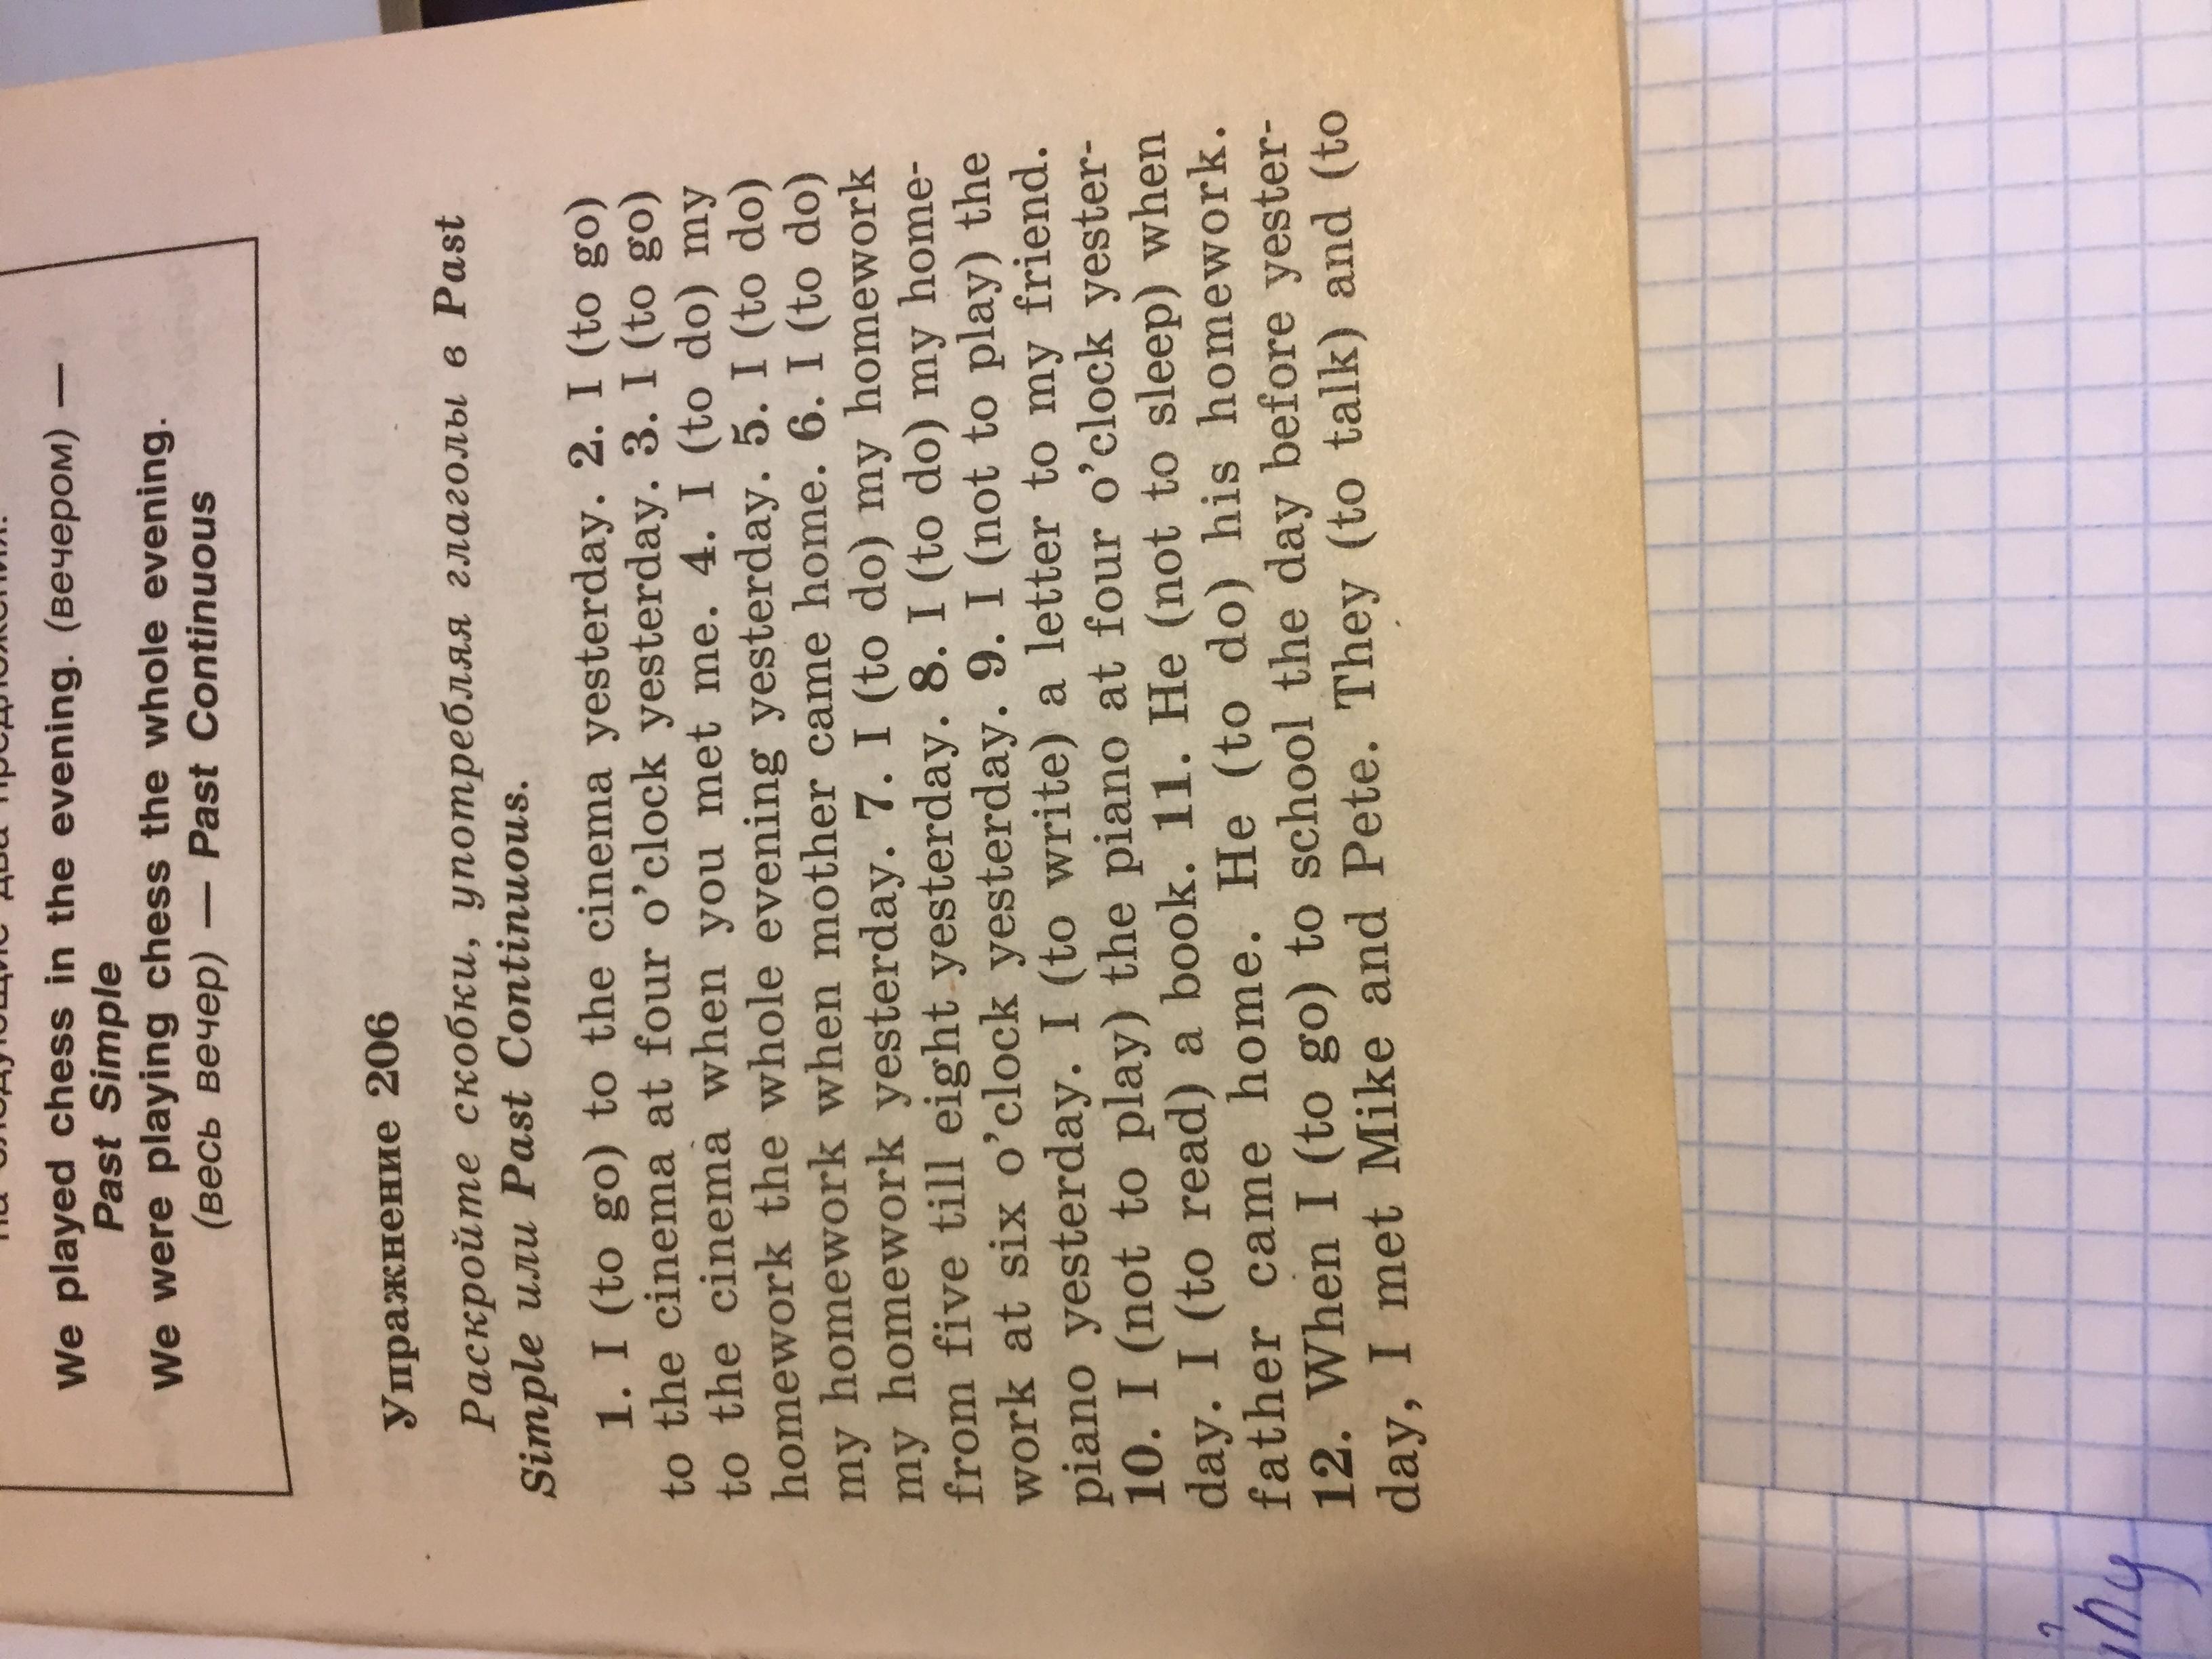 We played chess in the evening. (вечером) —
Past Simple
We were playing chess the whole evening.
(весь вечер) — Past Continuous
Упражнение 206
Раскройте скобки, употребляя глаголы в Past
Simple или Past Continuous.
1. I (to go) to the cinema yesterday. 2. I (to go)
to the cinema at four o'clock yesterday. 3. I (to go)
to the cinema when you met me. 4. I (to do) my
homework the whole evening yesterday. 5. I (to do)
my homework when mother came home. 6. I (to do)
my homework yesterday. 7. I (to do) my homework
from five till eight yesterday. 8. I (to do) my home-
work at six o'clock yesterday. 9. I (not to play) the
piano yesterday. I (to write) a letter to my friend.
10. I (not to play) the piano at four o'clock yester-
day. I (to read) a book. 11. He (not to sleep) when
father came home. He (to do) his homework.
12. When I (to go) to school the day before yester-
day, I met Mike and Pete. They (to talk) and (to